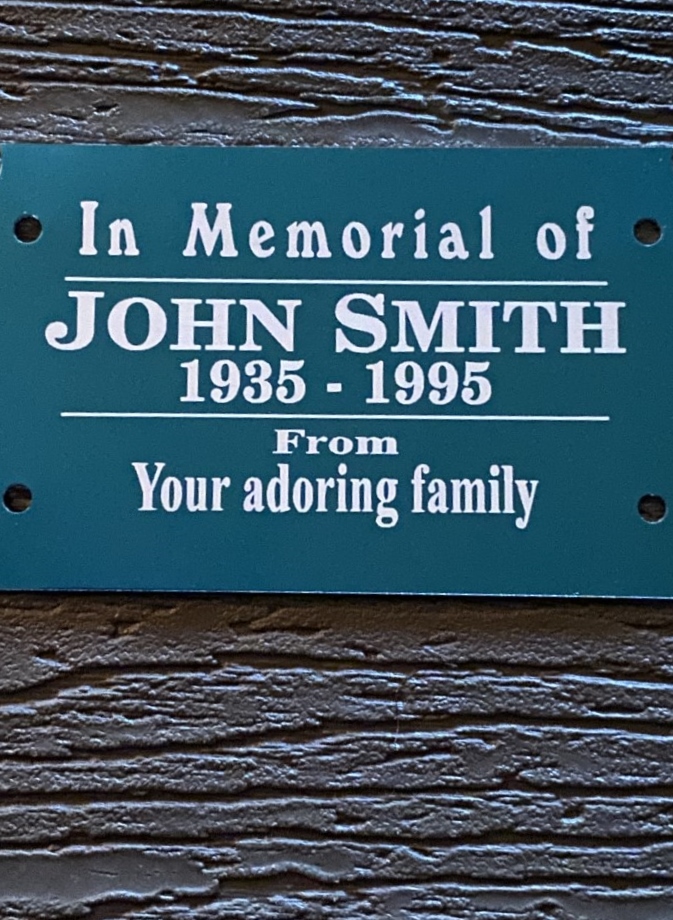 In Memorial of
JOHN SMITH
1935 - 1995
From
Your adoring family